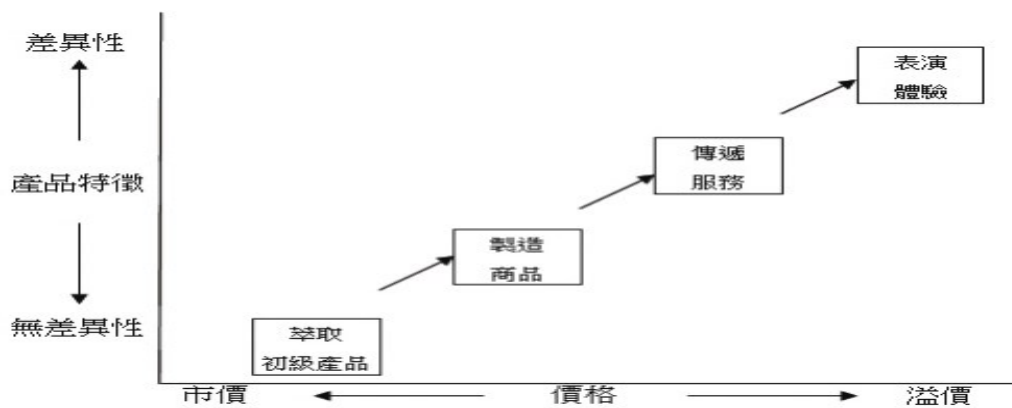 差異性
產品特徵
無差異性
表演
體驗
傳遞
服務
製造
商品
萃取
初級產品
市價
價格
溢價